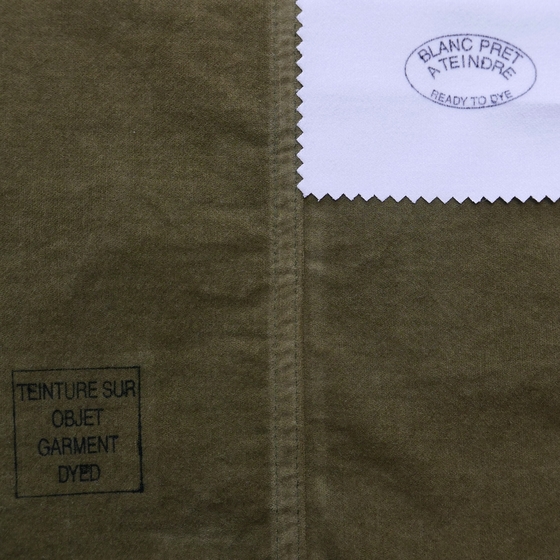 BLANC PRET
A TEINDRE
READY TO DYE
TEINTURE SUR
OBJET
GARMENT
DYED